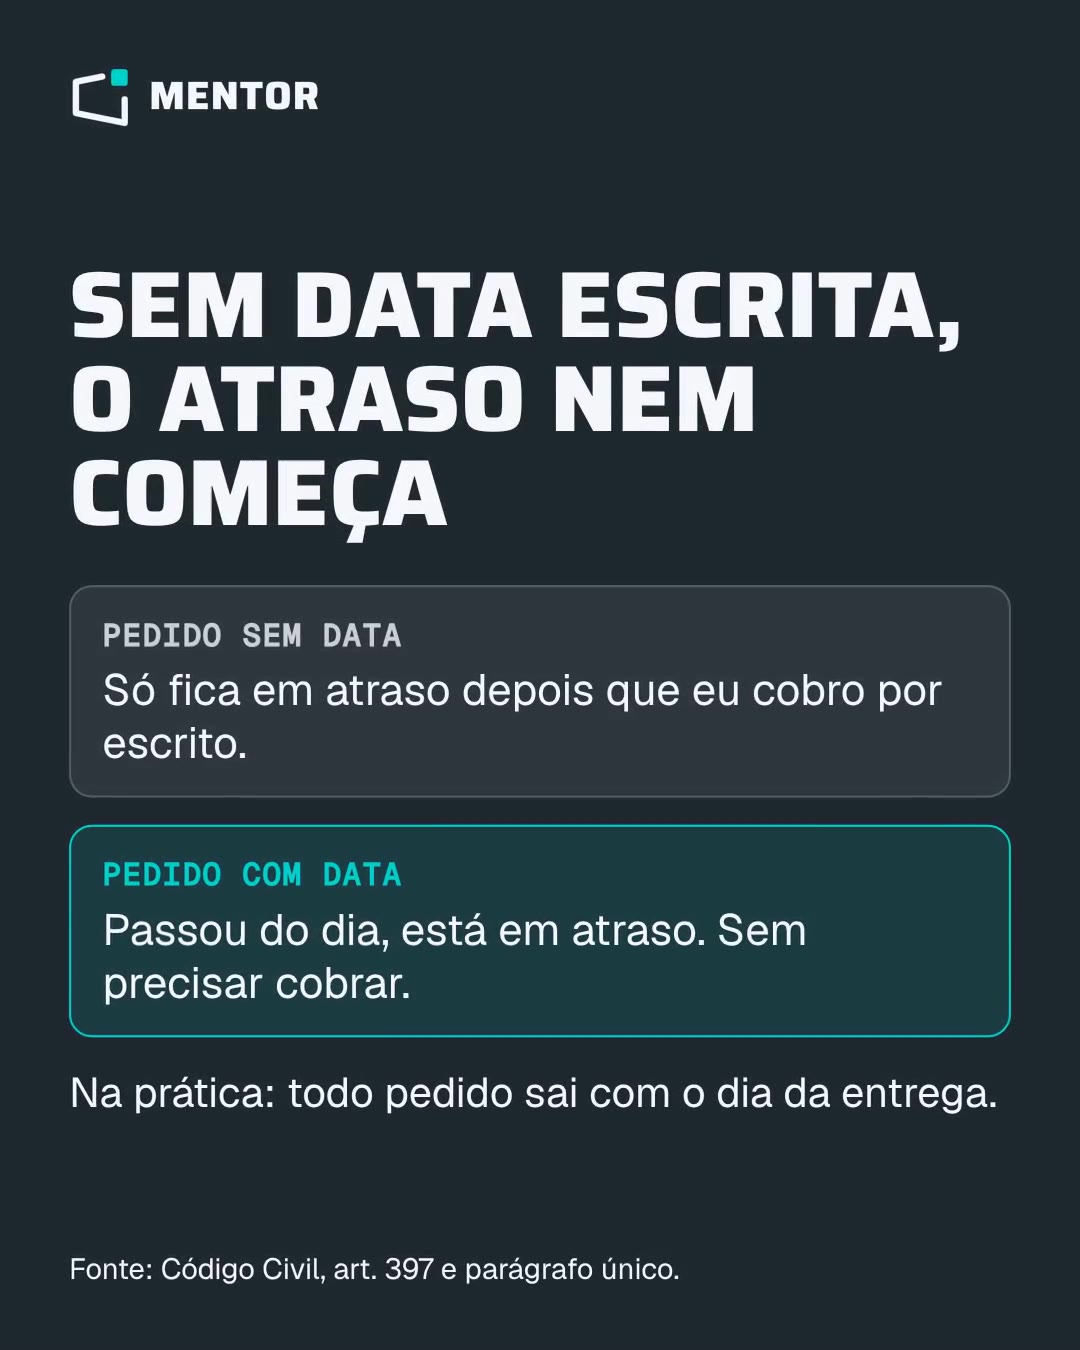 MENTOR
SEM DATA ESCRITA,
O ATRASO NEM
COMEÇA
PEDIDO SEM DATA
Só fica em atraso depois que eu cobro por
escrito.
PEDIDO COM DATA
Passou do dia, está em atraso. Sem
precisar cobrar.
Na prática: todo pedido sai com o dia da entrega.
Fonte: Código Civil, art. 397 e parágrafo único.